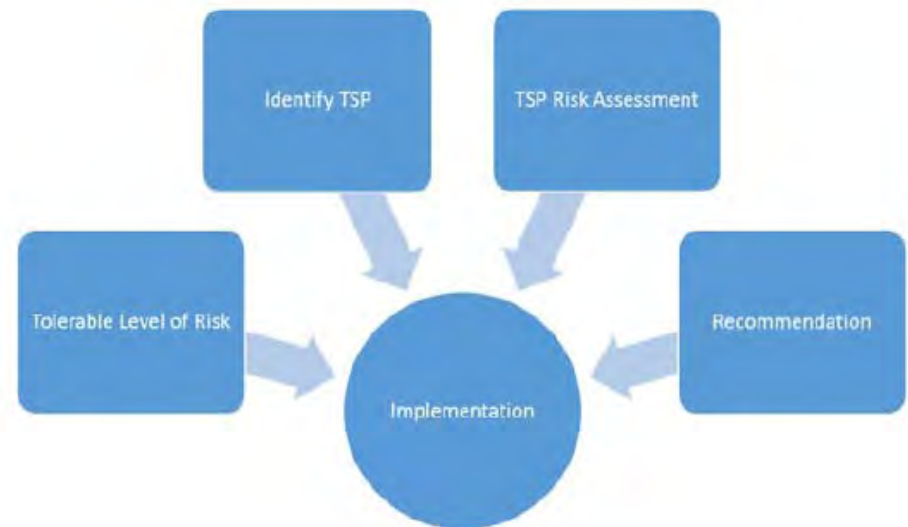 Identify TSP
TSP Risk Assessment
Tolerable Level of Risk
Recommendation
Implementation